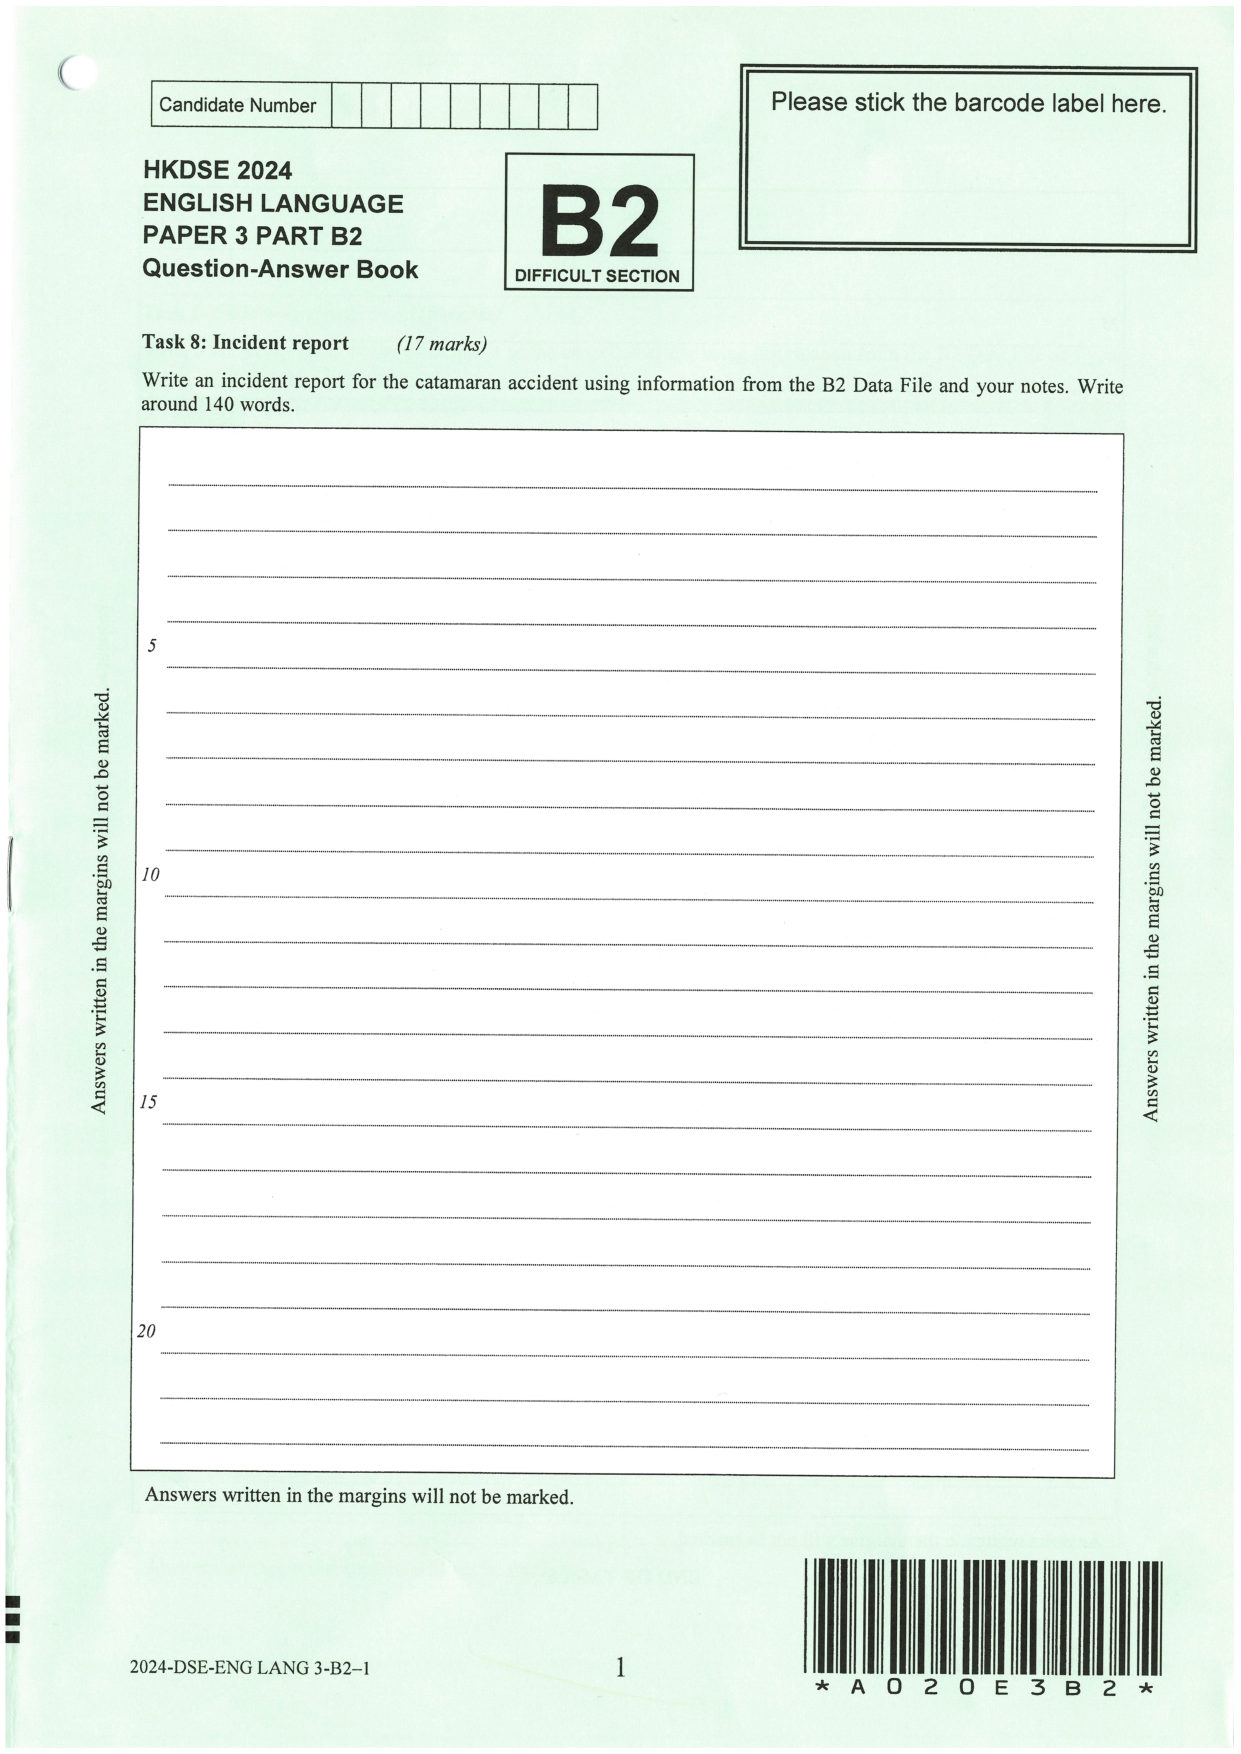 Candidate Number
Please stick the barcode label here.
HKDSE 2024
ENGLISH LANGUAGE
PAPER 3 PART B2
Question-Answer Book
B2
DIFFICULT SECTION
Task 8: Incident report (17 marks)
Write an incident report for the catamaran accident using information from the B2 Data File and your notes. Write
around 140 words.
5
10
15
20
Answers written in the margins will not be marked.
Answers written in the margins will not be marked.
Answers written in the margins will not be marked.
2024-DSE-ENG LANG 3-B2–1
1
* A 0 2 0 E 3 B 2 *